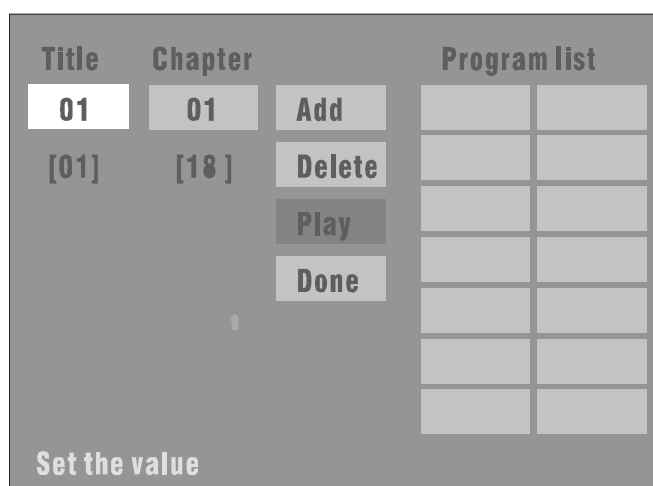 Title Chapter Program list
01 01 Add
[01] [18 ] Delete
Play
Done
Set the value